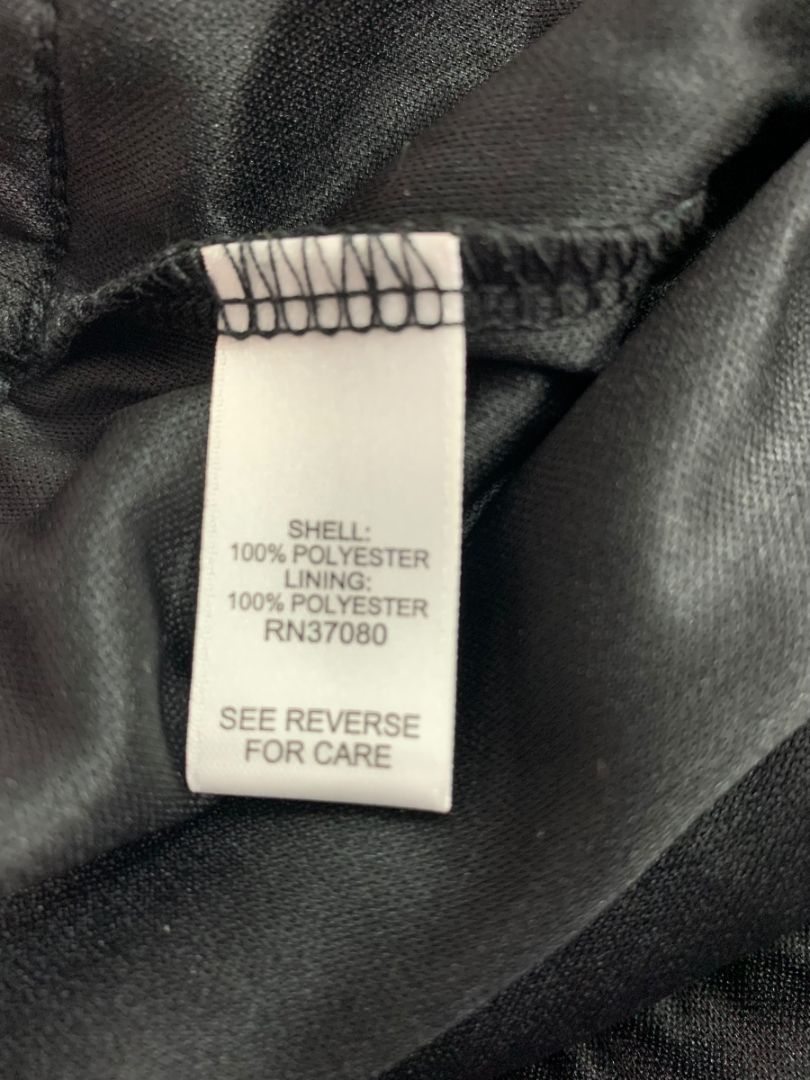 SHELL:
100% POLYESTER
LINING:
100% POLYESTER
RN37080
SEE REVERSE
FOR CARE